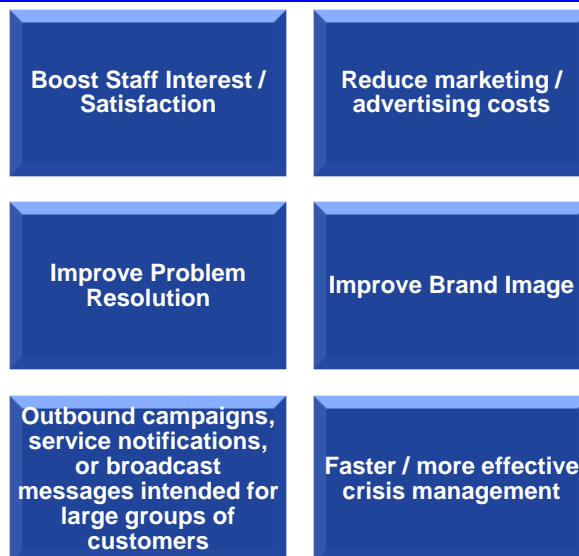 Boost Staff Interest /
Satisfaction
Reduce marketing /
advertising costs
Improve Problem
Resolution
Improve Brand Image
Outbound campaigns,
service notifications,
or broadcast
messages intended for
large groups of
customers
Faster / more effective
crisis management